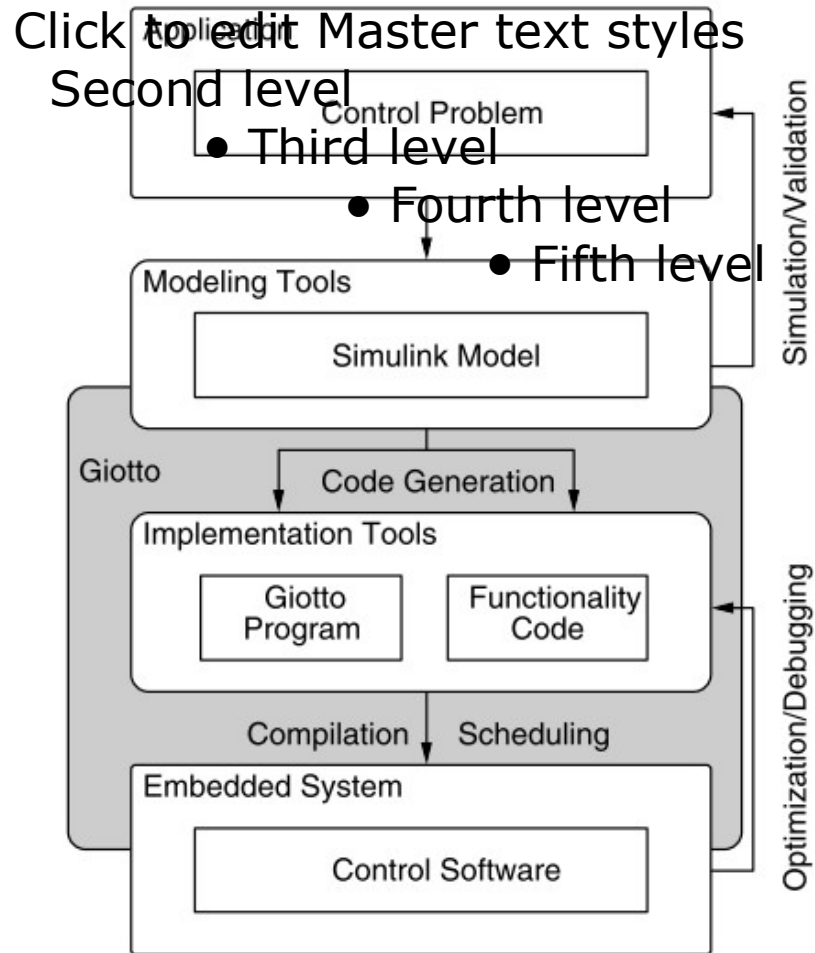 Click to edit Master text styles
Application
Second level
Control Problem
• Third level
• Fourth level
• Fifth level
Simulation/Validation
Modeling Tools
Simulink Model
Giotto
Code Generation
Implementation Tools
Giotto
Program
Functionality
Code
Optimization/Debugging
Compilation
Scheduling
Embedded System
Control Software